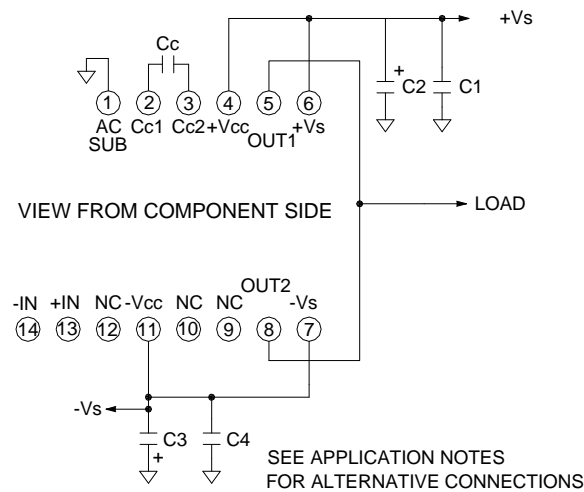 +Vs
Cc
+
C2
C1
1 2 3 4 5 6
AC SUB Cc1 Cc2 +Vcc OUT1 +Vs
VIEW FROM COMPONENT SIDE
LOAD
-IN +IN NC -Vcc NC NC OUT2 -Vs
14 13 12 11 10 9 8 7
-Vs
C3
+
C4
SEE APPLICATION NOTES
FOR ALTERNATIVE CONNECTIONS